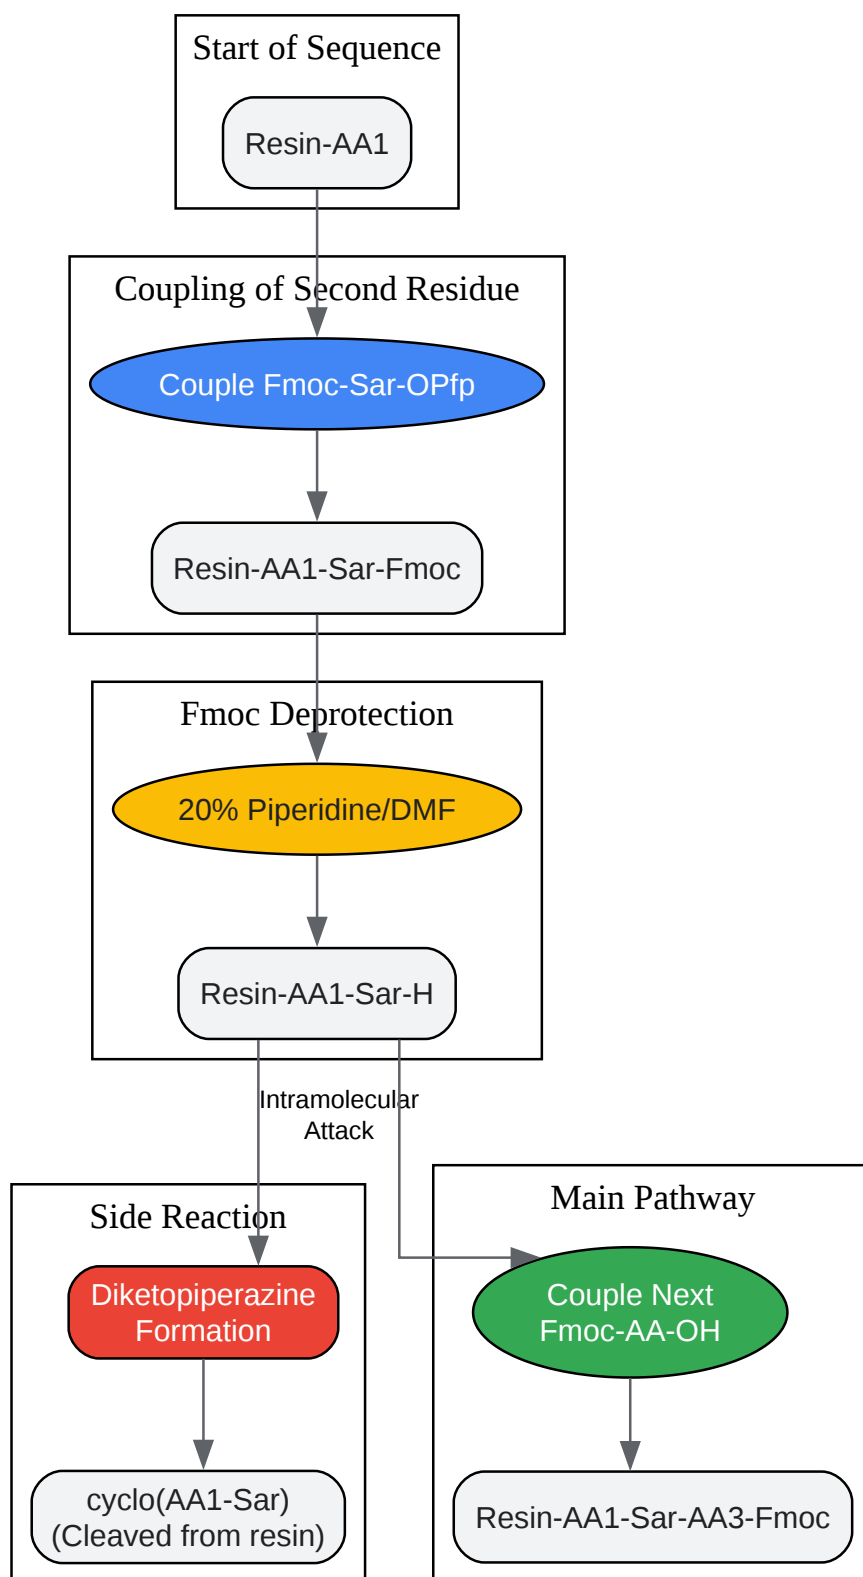 Start of Sequence
Resin-AA1
Coupling of Second Residue
Couple Fmoc-Sar-OPfp
Resin-AA1-Sar-Fmoc
Fmoc Deprotection
20% Piperidine/DMF
Resin-AA1-Sar-H
Intramolecular
Attack
Side Reaction
Diketopiperazine
Formation
cyclo(AA1-Sar)
(Cleaved from resin)
Main Pathway
Couple Next
Fmoc-AA-OH
Resin-AA1-Sar-AA3-Fmoc